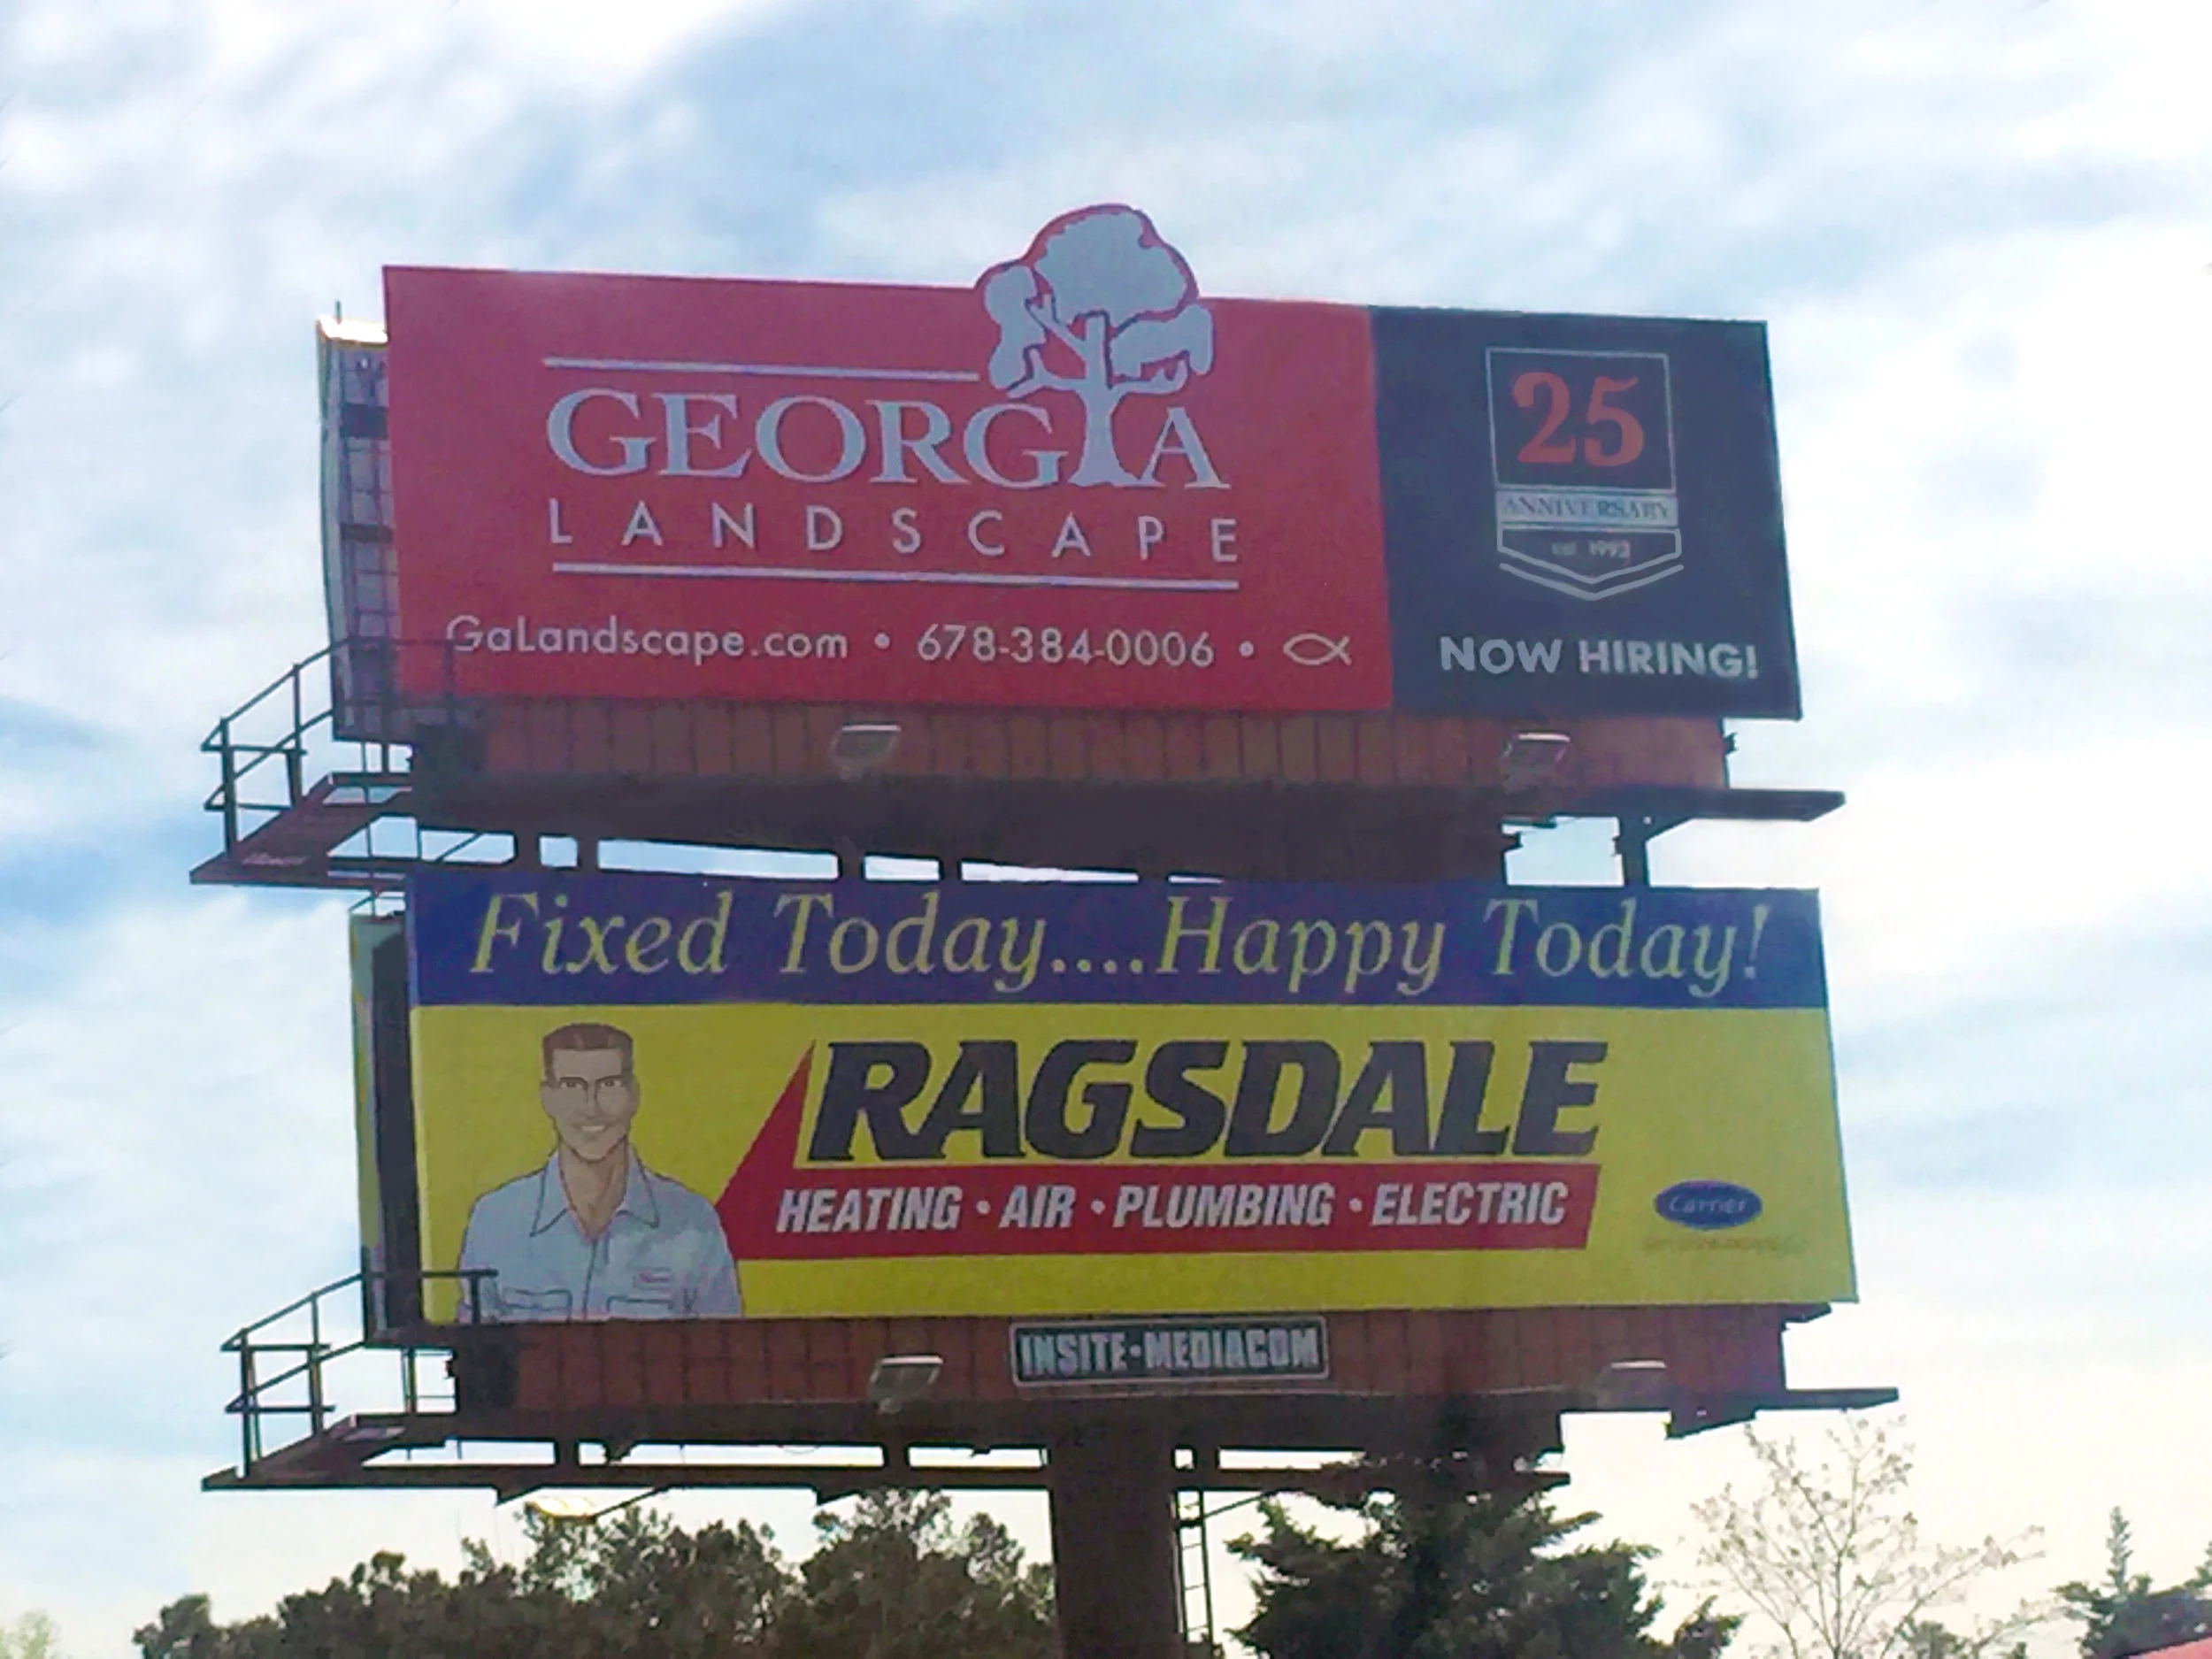 GEORGIA
LANDSCAPE
GaLandscape.com • 678-384-0006 •
25
ANNIVERSARY
1993
NOW HIRING!
Fixed Today....Happy Today!
RAGSDALE
HEATING • AIR • PLUMBING • ELECTRIC
Carrier
INSITE•MEDIACOM